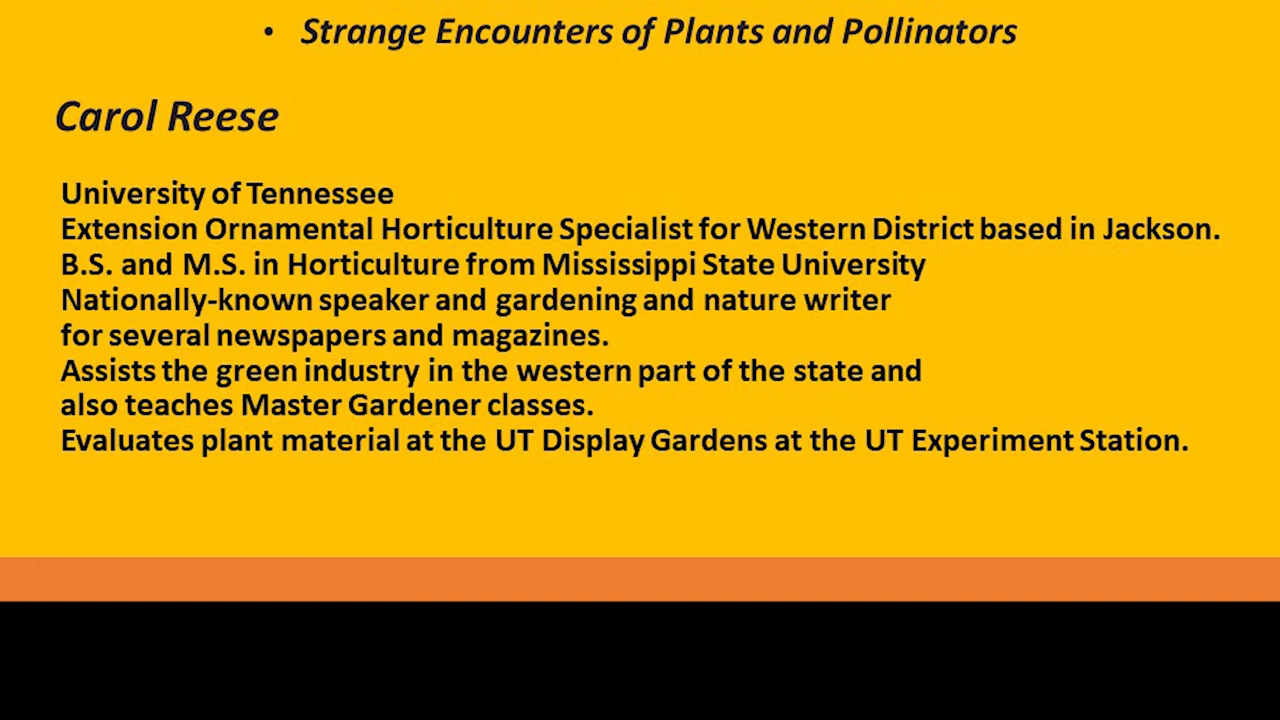 • Strange Encounters of Plants and Pollinators
Carol Reese
University of Tennessee
Extension Ornamental Horticulture Specialist for Western District based in Jackson.
B.S. and M.S. in Horticulture from Mississippi State University
Nationally-known speaker and gardening and nature writer
for several newspapers and magazines.
Assists the green industry in the western part of the state and
also teaches Master Gardener classes.
Evaluates plant material at the UT Display Gardens at the UT Experiment Station.